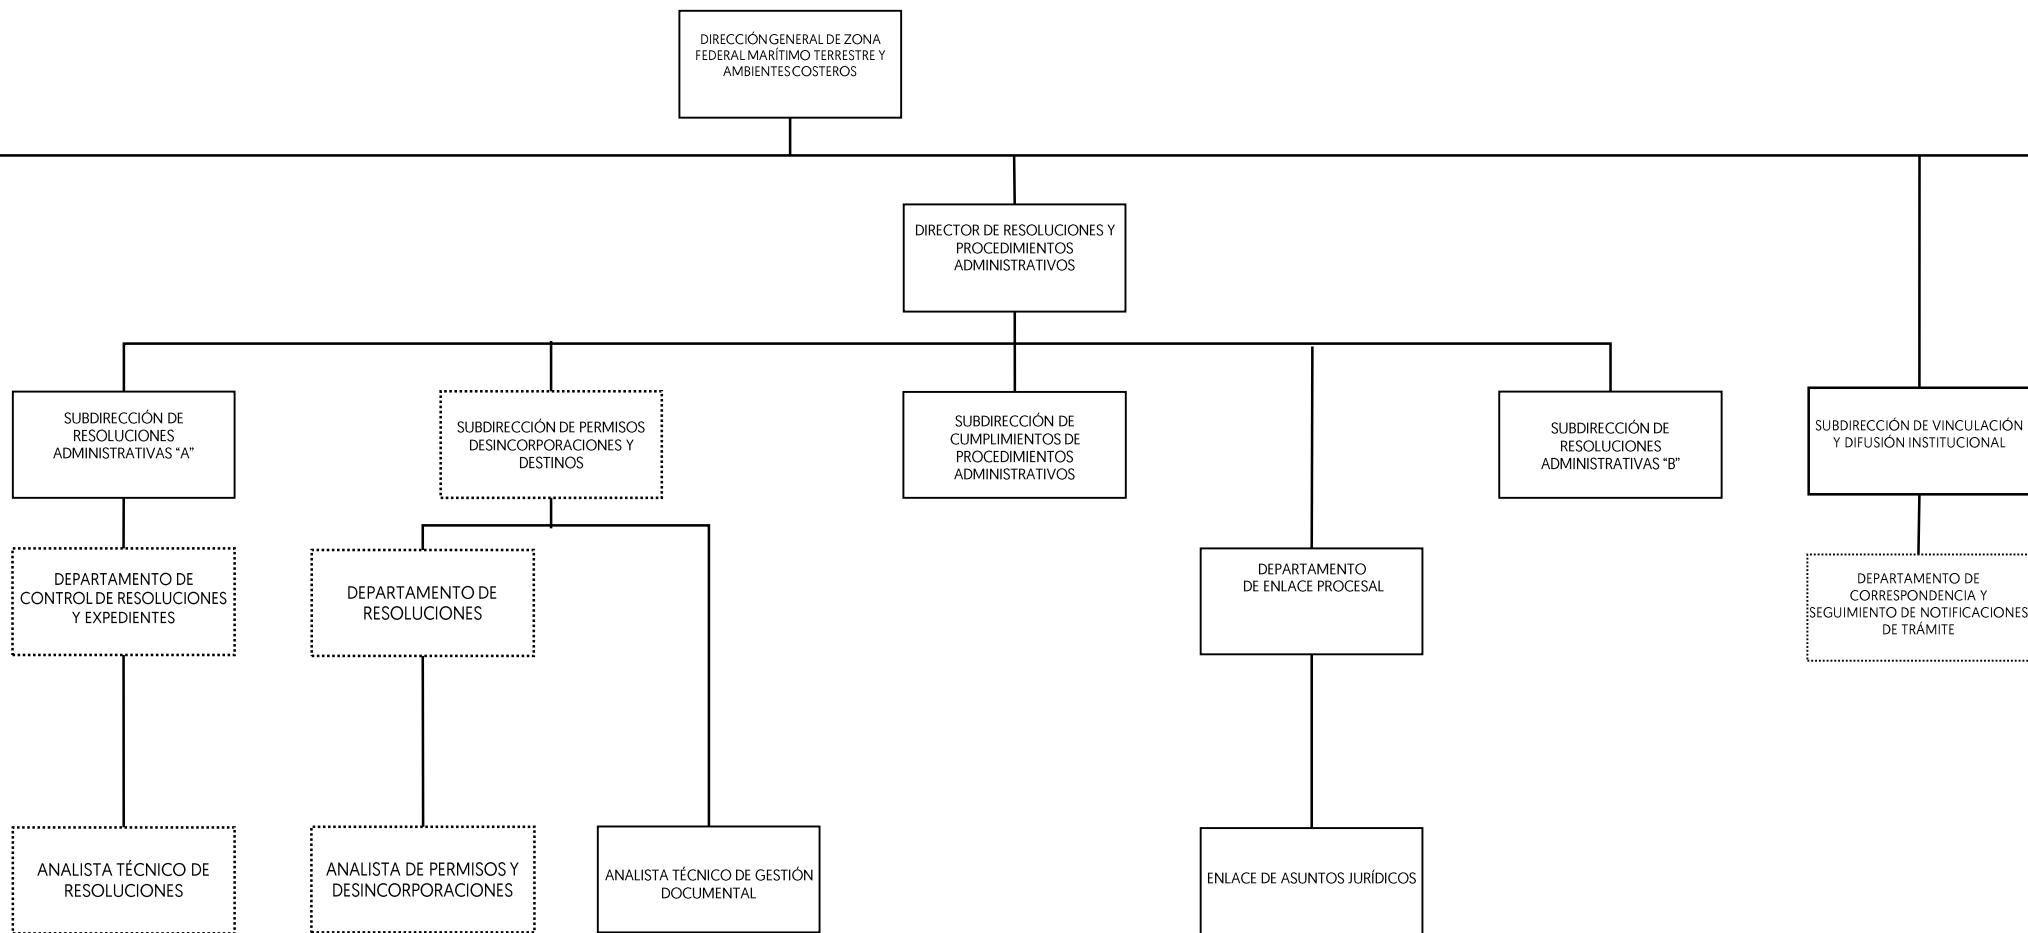 DIRECCIÓN GENERAL DE ZONA
FEDERAL MARÍTIMO TERRESTRE Y
AMBIENTES COSTEROS
DIRECTOR DE RESOLUCIONES Y
PROCEDIMIENTOS
ADMINISTRATIVOS
SUBDIRECCIÓN DE
RESOLUCIONES
ADMINISTRATIVAS “A”
SUBDIRECCIÓN DE PERMISOS
DESINCORPORACIONES Y
DESTINOS
SUBDIRECCIÓN DE
CUMPLIMIENTOS DE
PROCEDIMIENTOS
ADMINISTRATIVOS
SUBDIRECCIÓN DE
RESOLUCIONES
ADMINISTRATIVAS “B”
SUBDIRECCIÓN DE VINCULACIÓN
Y DIFUSIÓN INSTITUCIONAL
DEPARTAMENTO DE
CONTROL DE RESOLUCIONES
Y EXPEDIENTES
DEPARTAMENTO DE
RESOLUCIONES
DEPARTAMENTO
DE ENLACE PROCESAL
DEPARTAMENTO DE
CORRESPONDENCIA Y
SEGUIMIENTO DE NOTIFICACIONES
DE TRÁMITE
ANALISTA TÉCNICO DE
RESOLUCIONES
ANALISTA DE PERMISOS Y
DESINCORPORACIONES
ANALISTA TÉCNICO DE GESTIÓN
DOCUMENTAL
ENLACE DE ASUNTOS JURÍDICOS